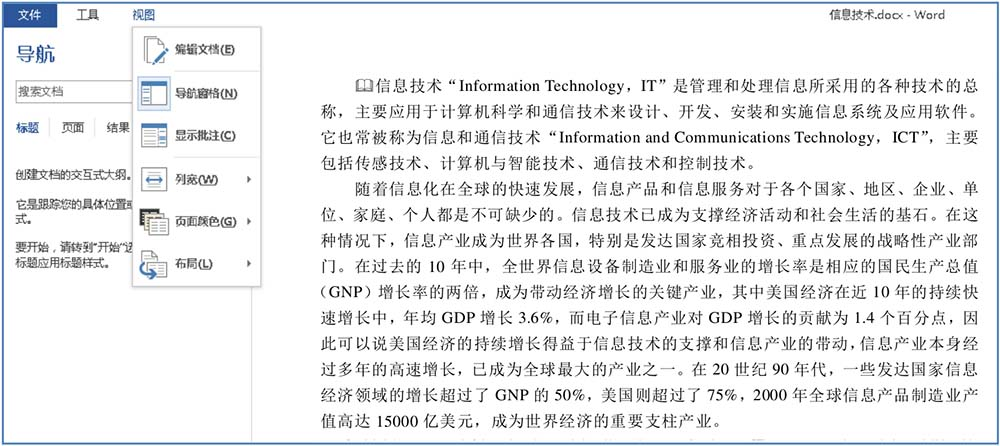 文件 工具 视图 信息技术.docx - Word
导航
搜索文档
标题 页面 结果
创建文档的交互式大纲。
它是跟踪您的具体位置或
式。
要开始，请转到"开始"进
标题应用标题样式。
编辑文档(E)
导航窗格(N)
显示批注(C)
列宽(W)
页面颜色(G)
布局(L)
信息技术“Information Technology，IT”是管理和处理信息所采用的各种技术的总
称，主要应用于计算机科学和通信技术来设计、开发、安装和实施信息系统及应用软件。
它也常被称为信息和通信技术“Information and Communications Technology，ICT”，主要
包括传感技术、计算机与智能技术、通信技术和控制技术。
随着信息化在全球的快速发展，信息产品和信息服务对于各个国家、地区、企业、单
位、家庭、个人都是不可缺少的。信息技术已成为支撑经济活动和社会生活的基石。在这
种情况下，信息产业成为世界各国，特别是发达国家竞相投资、重点发展的战略性产业部
门。在过去的 10 年中，全世界信息设备制造业和服务业的增长率是相应的国民生产总值
（GNP）增长率的两倍，成为带动经济增长的关键产业，其中美国经济在近 10 年的持续快
速增长中，年均 GDP 增长 3.6%，而电子信息产业对 GDP 增长的贡献为 1.4 个百分点，因
此可以说美国经济的持续增长得益于信息技术的支撑和信息产业的带动，信息产业本身经
过多年的高速增长，已成为全球最大的产业之一。在 20 世纪 90 年代，一些发达国家信息
经济领域的增长超过了 GNP 的 50%，美国则超过了 75%，2000 年全球信息产品制造业产
值高达 15000 亿美元，成为世界经济的重要支柱产业。